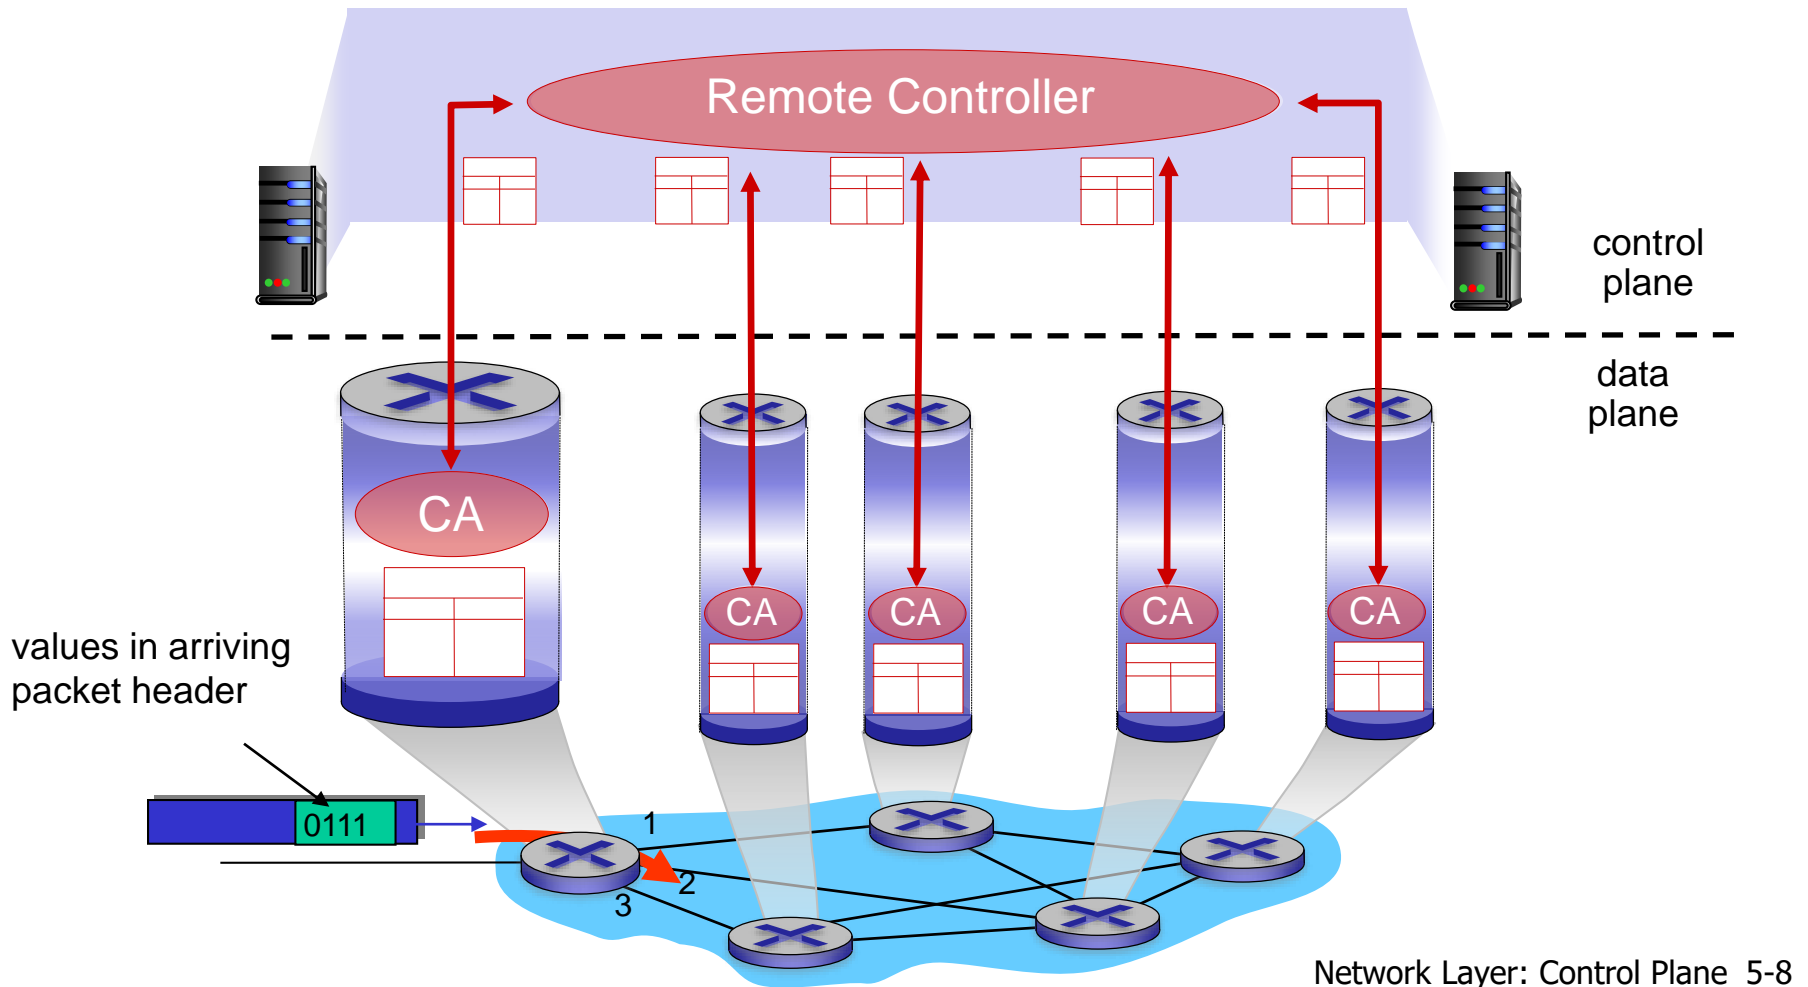 Remote Controller
control
plane
data
plane
CA
CA
CA
CA
CA
values in arriving
packet header
0111
1
2
3
Network Layer: Control Plane 5-8